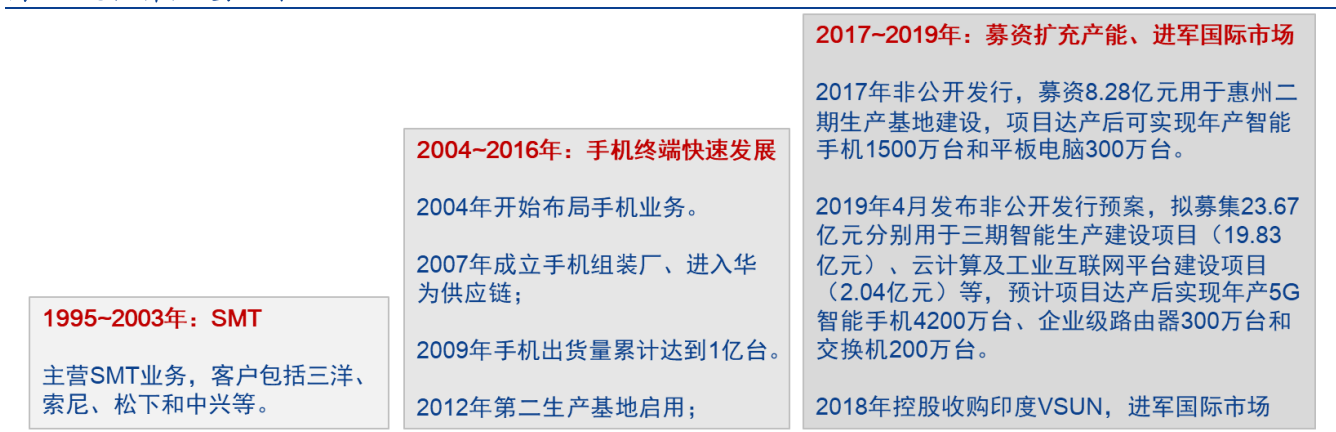 1995~2003年：SMT
主营SMT业务，客户包括三洋、
索尼、松下和中兴等。
2004~2016年：手机终端快速发展
2004年开始布局手机业务。
2007年成立手机组装厂、进入华
为供应链；
2009年手机出货量累计达到1亿台。
2012年第二生产基地启用；
2017~2019年：募资扩充产能、进军国际市场
2017年非公开发行，募资8.28亿元用于惠州二
期生产基地建设，项目达产后可实现年产智能
手机1500万台和平板电脑300万台。
2019年4月发布非公开发行预案，拟募集23.67
亿元分别用于三期智能生产建设项目（19.83
亿元）、云计算及工业互联网平台建设项目
（2.04亿元）等，预计项目达产后实现年产5G
智能手机4200万台、企业级路由器300万台和
交换机200万台。
2018年控股收购印度VSUN，进军国际市场